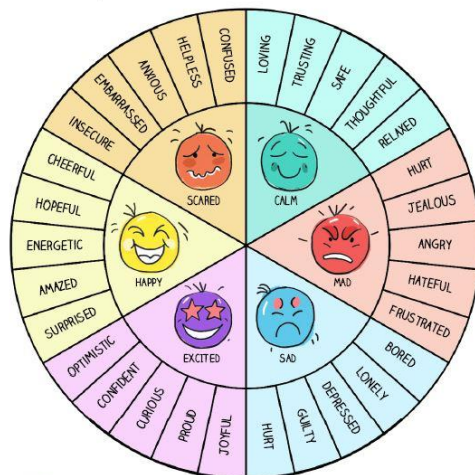 LOVING
TRUSTING
SAFE
THOUGHTFUL
RELAXED
CALM
HURT
JEALOUS
ANGRY
HATEFUL
FRUSTRATED
MAD
BORED
LONELY
DEPRESSED
GUILTY
HURT
SAD
JOYFUL
PROUD
CURIOUS
CONFIDENT
OPTIMISTIC
EXCITED
SURPRISED
AMAZED
ENERGETIC
HOPEFUL
CHEERFUL
HAPPY
INSECURE
EMBARRASSED
ANXIOUS
HELPLESS
CONFUSED
SCARED